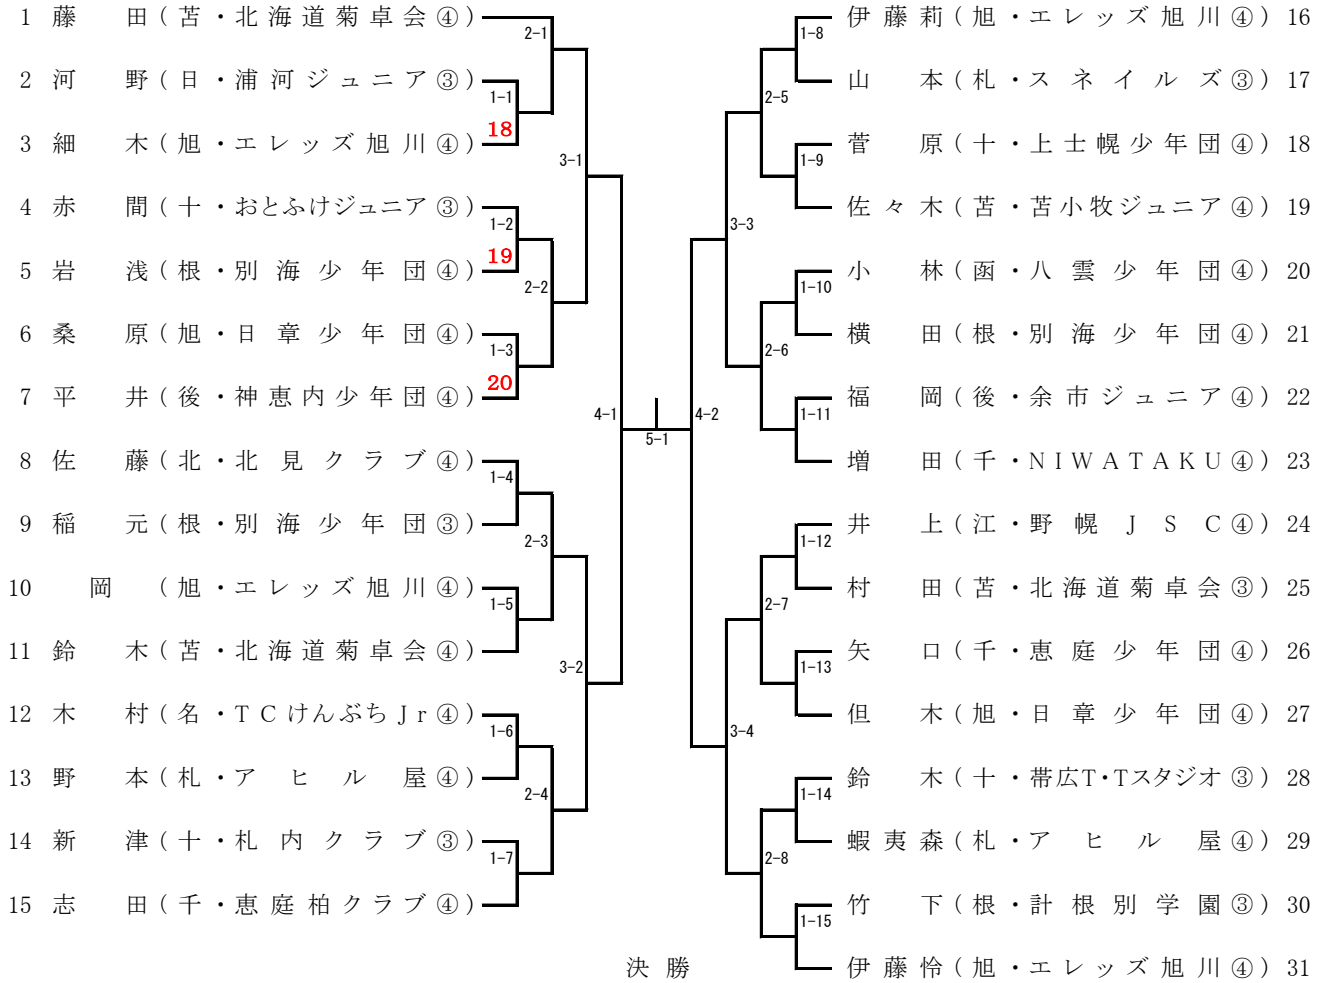 1 藤田(苫・北海道菊卓会④)
2-1
2 河野(日・浦河ジュニア③)
1-1
18
3 細木(旭・エレッズ旭川④)
3-1
4 赤間(十・おとふけジュニア③)
1-2
19
5 岩浅(根・別海少年団④)
2-2
6 桑原(旭・日章少年団④)
1-3
20
7 平井(後・神恵内少年団④)
4-1
8 佐藤(北・北見クラブ④)
1-4
9 稲元(根・別海少年団③)
2-3
10 岡(旭・エレッズ旭川④)
1-5
11 鈴木(苫・北海道菊卓会④)
3-2
12 木村(名・TCけんぶちJr④)
1-6
13 野本(札・アヒル屋④)
2-4
14 新津(十・札内クラブ③)
1-7
15 志田(千・恵庭柏クラブ④)
5-1
決勝
伊藤莉(旭・エレッズ旭川④) 16
1-8
山本(札・スネイルズ③) 17
2-5
菅原(十・上士幌少年団④) 18
1-9
佐々木(苫・苫小牧ジュニア④) 19
3-3
小林(函・八雲少年団④) 20
1-10
横田(根・別海少年団④) 21
2-6
福岡(後・余市ジュニア④) 22
1-11
4-2
増田(千・NIWATAKU④) 23
井上(江・野幌JSC④) 24
1-12
村田(苫・北海道菊卓会③) 25
2-7
矢口(千・恵庭少年団④) 26
1-13
但木(旭・日章少年団④) 27
3-4
鈴木(十・帯広T・Tスタジオ③) 28
1-14
蝦夷森(札・アヒル屋④) 29
2-8
竹下(根・計根別学園③) 30
1-15
伊藤怜(旭・エレッズ旭川④) 31